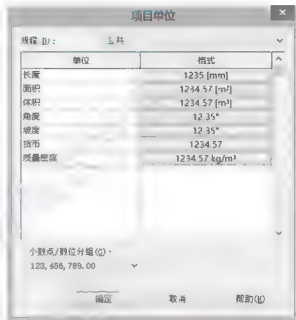 项目单位
规程(D): 公共
单位 格式
长度 1235 [mm]
面积 1234.57 [m²]
体积 1234.57 [m³]
角度 12.35°
坡度 12.35°
货币 1234.57
质量密度 1234.57 kg/m³
小数点/数位分组(G):
123,456,789.00
确定 取消 帮助(H)